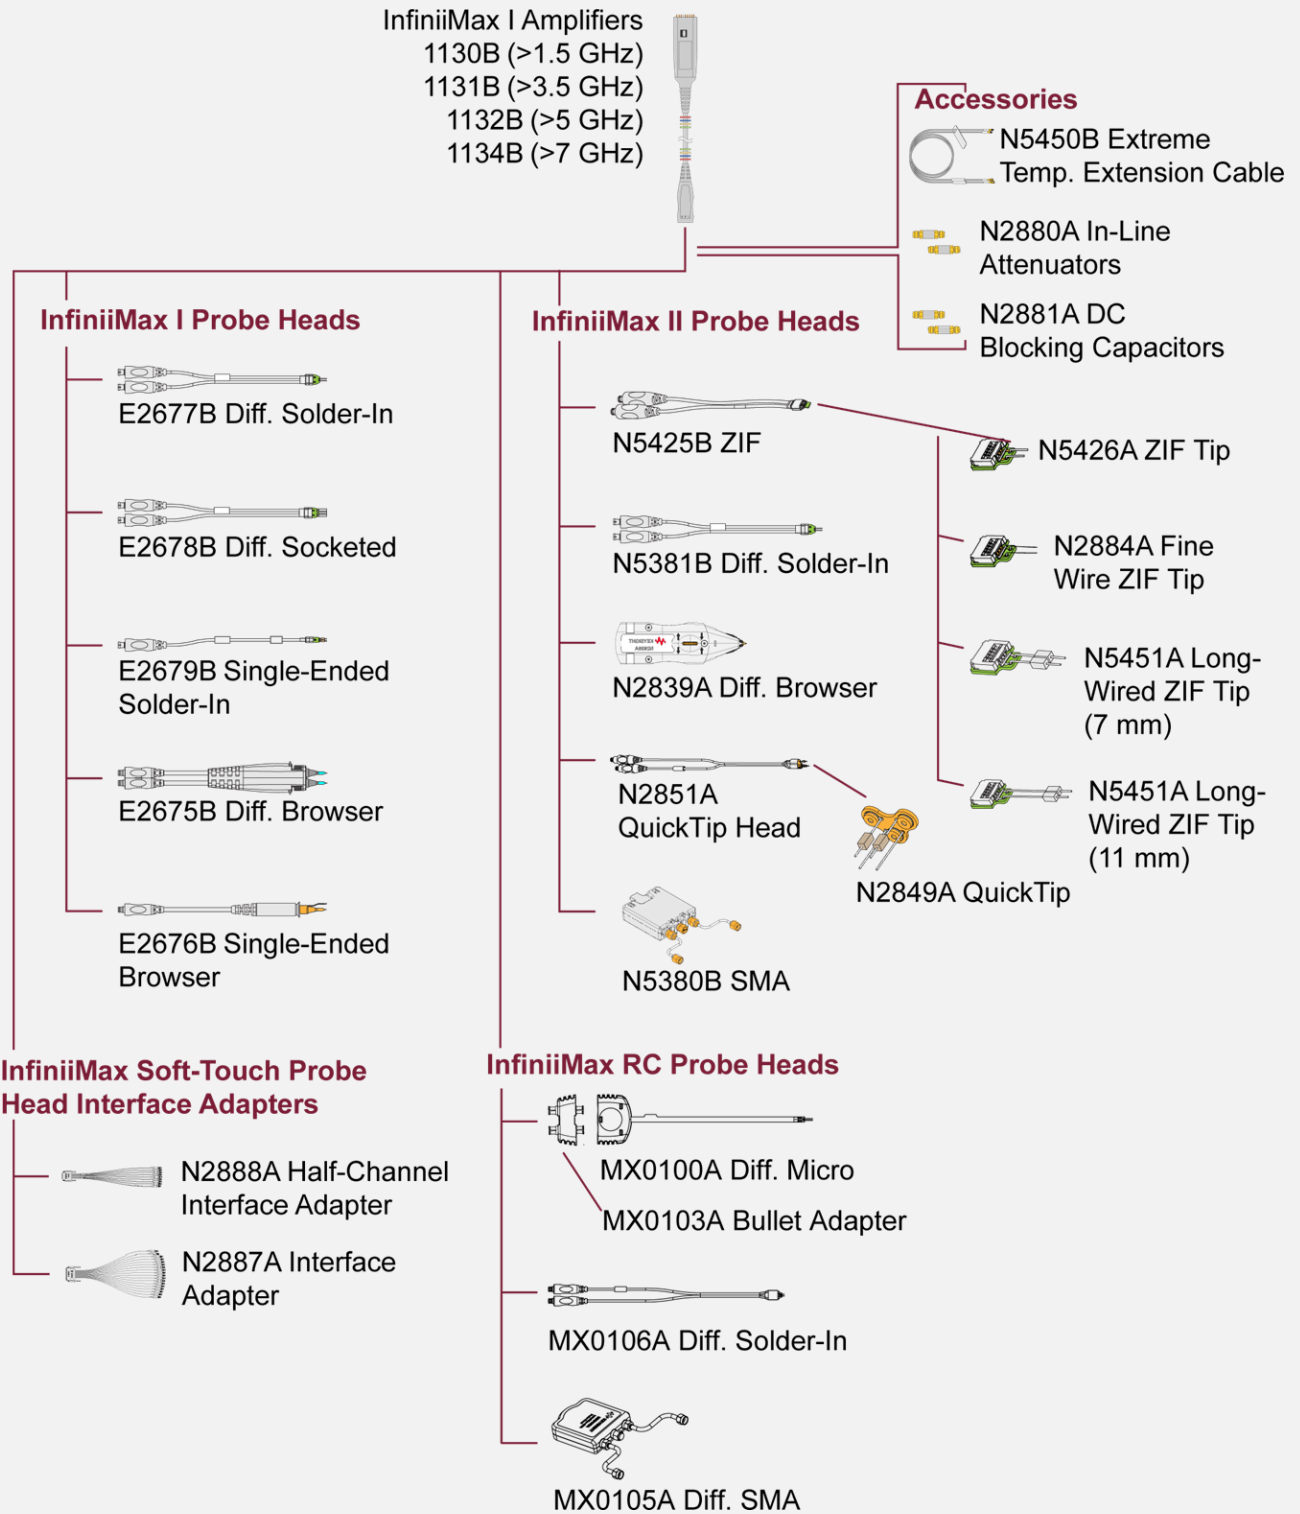 InfiniiMax I Amplifiers
1130B (>1.5 GHz)
1131B (>3.5 GHz)
1132B (>5 GHz)
1134B (>7 GHz)
Accessories
N5450B Extreme
Temp. Extension Cable
N2880A In-Line
Attenuators
N2881A DC
Blocking Capacitors
InfiniiMax I Probe Heads
E2677B Diff. Solder-In
E2678B Diff. Socketed
E2679B Single-Ended
Solder-In
E2675B Diff. Browser
E2676B Single-Ended
Browser
InfiniiMax II Probe Heads
N5425B ZIF
N5381B Diff. Solder-In
N2839A Diff. Browser
N2851A
QuickTip Head
N2849A QuickTip
N5380B SMA
N5426A ZIF Tip
N2884A Fine
Wire ZIF Tip
N5451A Long-
Wired ZIF Tip
(7 mm)
N5451A Long-
Wired ZIF Tip
(11 mm)
InfiniiMax Soft-Touch Probe
Head Interface Adapters
N2888A Half-Channel
Interface Adapter
N2887A Interface
Adapter
InfiniiMax RC Probe Heads
MX0100A Diff. Micro
MX0103A Bullet Adapter
MX0106A Diff. Solder-In
MX0105A Diff. SMA